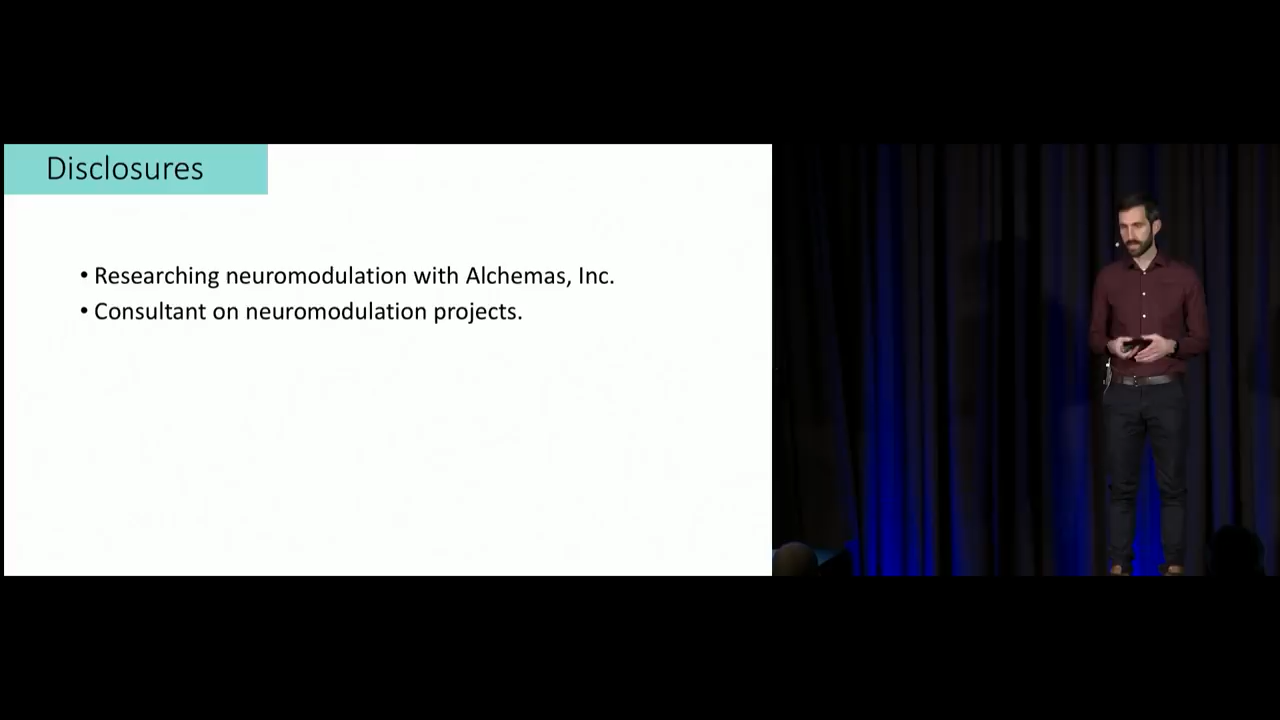 Disclosures
• Researching neuromodulation with Alchemas, Inc.
• Consultant on neuromodulation projects.